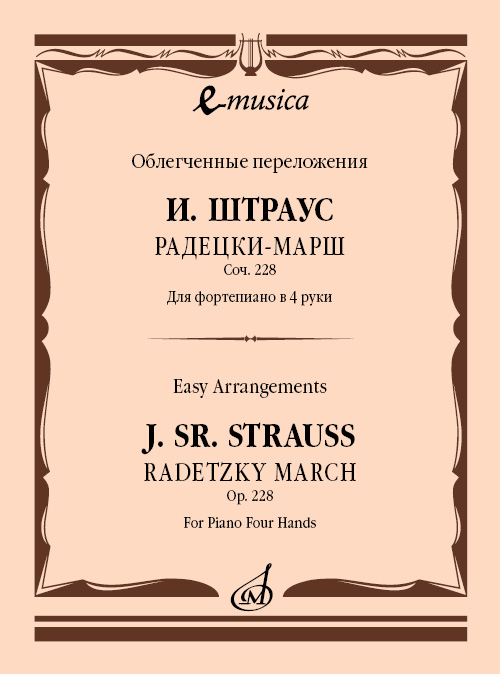 e-musica
Облегченные переложения
И. ШТРАУС
РАДЕЦКИ-МАРШ
Соч. 228
Для фортепиано в 4 руки
Easy Arrangements
J. SR. STRAUSS
RADETZKY MARCH
Op. 228
For Piano Four Hands
М